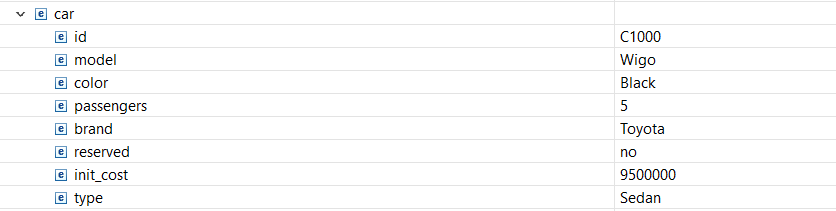 car
id C1000
model Wigo
color Black
passengers 5
brand Toyota
reserved no
init_cost 9500000
type Sedan